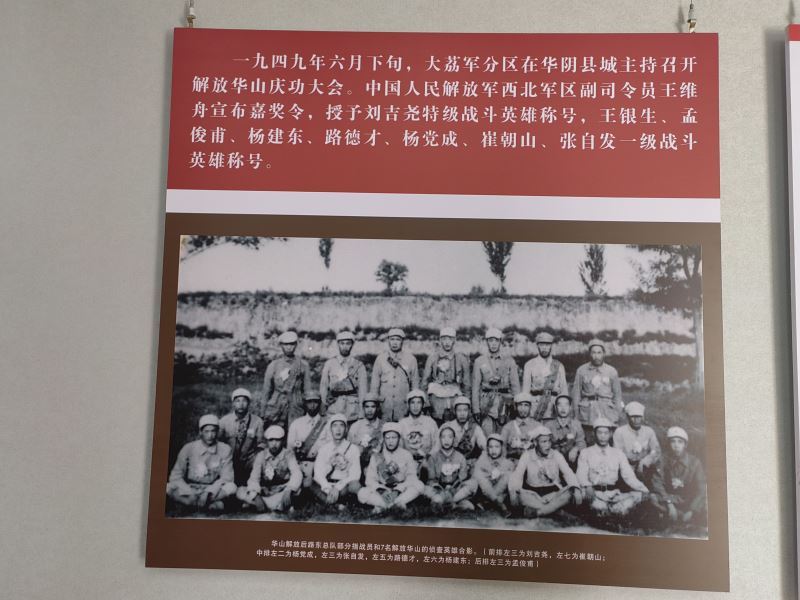 一九四九年六月下旬，大荔军分区在华阴县城主持召开
解放华山庆功大会。中国人民解放军西北军区副司令员王维
舟宣布嘉奖令，授予刘吉尧特级战斗英雄称号，王银生、孟
俊甫、杨建东、路德才、杨党成、崔朝山、张自发一级战斗
英雄称号。
华山解放后路东总队部分指战员和7名解放华山的侦查英雄合影。（前排左三为刘吉尧，左七为崔朝山；
中排左二为杨党成，左三为张自发，左五为路德才，左六为杨建东；后排左三为孟俊甫）